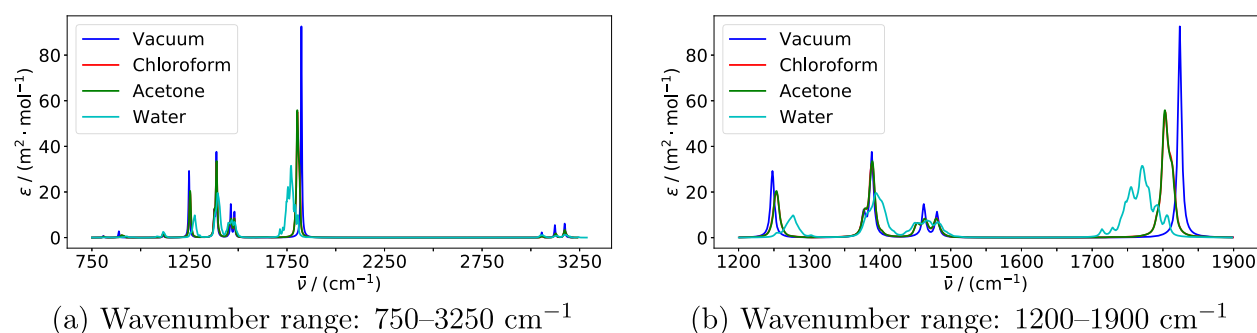 80
60
40
20
0
ε / (m² · mol⁻¹)
Vacuum
Chloroform
Acetone
Water
750 1250 1750 2250 2750 3250
ν̄ / (cm⁻¹)
(a) Wavenumber range: 750–3250 cm⁻¹
80
60
40
20
0
ε / (m² · mol⁻¹)
Vacuum
Chloroform
Acetone
Water
1200 1300 1400 1500 1600 1700 1800 1900
ν̄ / (cm⁻¹)
(b) Wavenumber range: 1200–1900 cm⁻¹